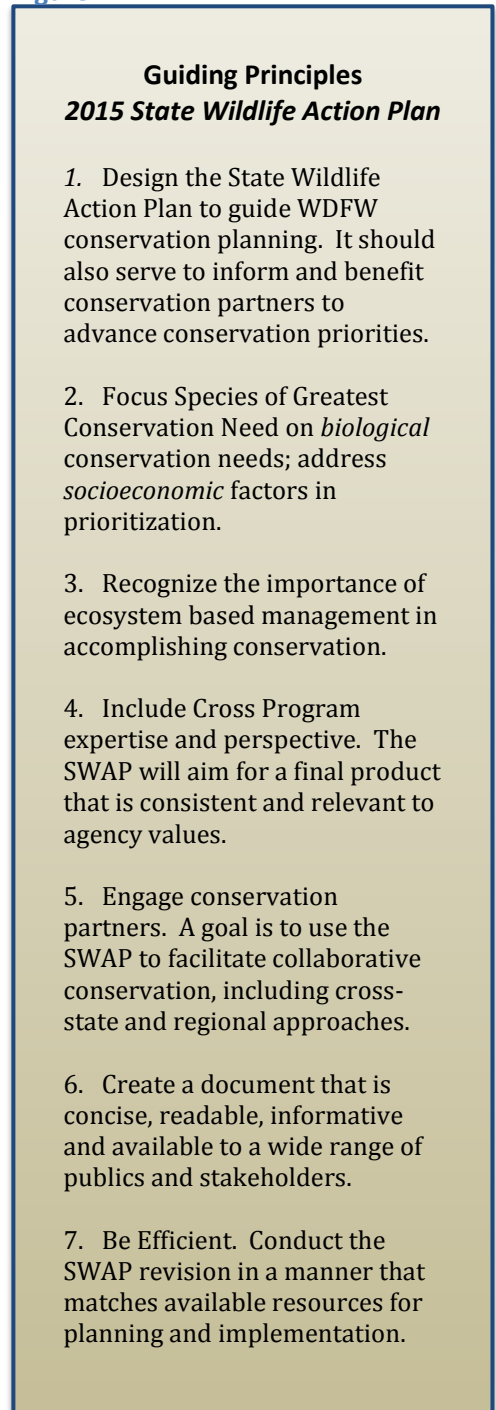 Guiding Principles
2015 State Wildlife Action Plan
1. Design the State Wildlife
Action Plan to guide WDFW
conservation planning. It should
also serve to inform and benefit
conservation partners to
advance conservation priorities.
2. Focus Species of Greatest
Conservation Need on biological
conservation needs; address
socioeconomic factors in
prioritization.
3. Recognize the importance of
ecosystem based management in
accomplishing conservation.
4. Include Cross Program
expertise and perspective. The
SWAP will aim for a final product
that is consistent and relevant to
agency values.
5. Engage conservation
partners. A goal is to use the
SWAP to facilitate collaborative
conservation, including cross-
state and regional approaches.
6. Create a document that is
concise, readable, informative
and available to a wide range of
publics and stakeholders.
7. Be Efficient. Conduct the
SWAP revision in a manner that
matches available resources for
planning and implementation.